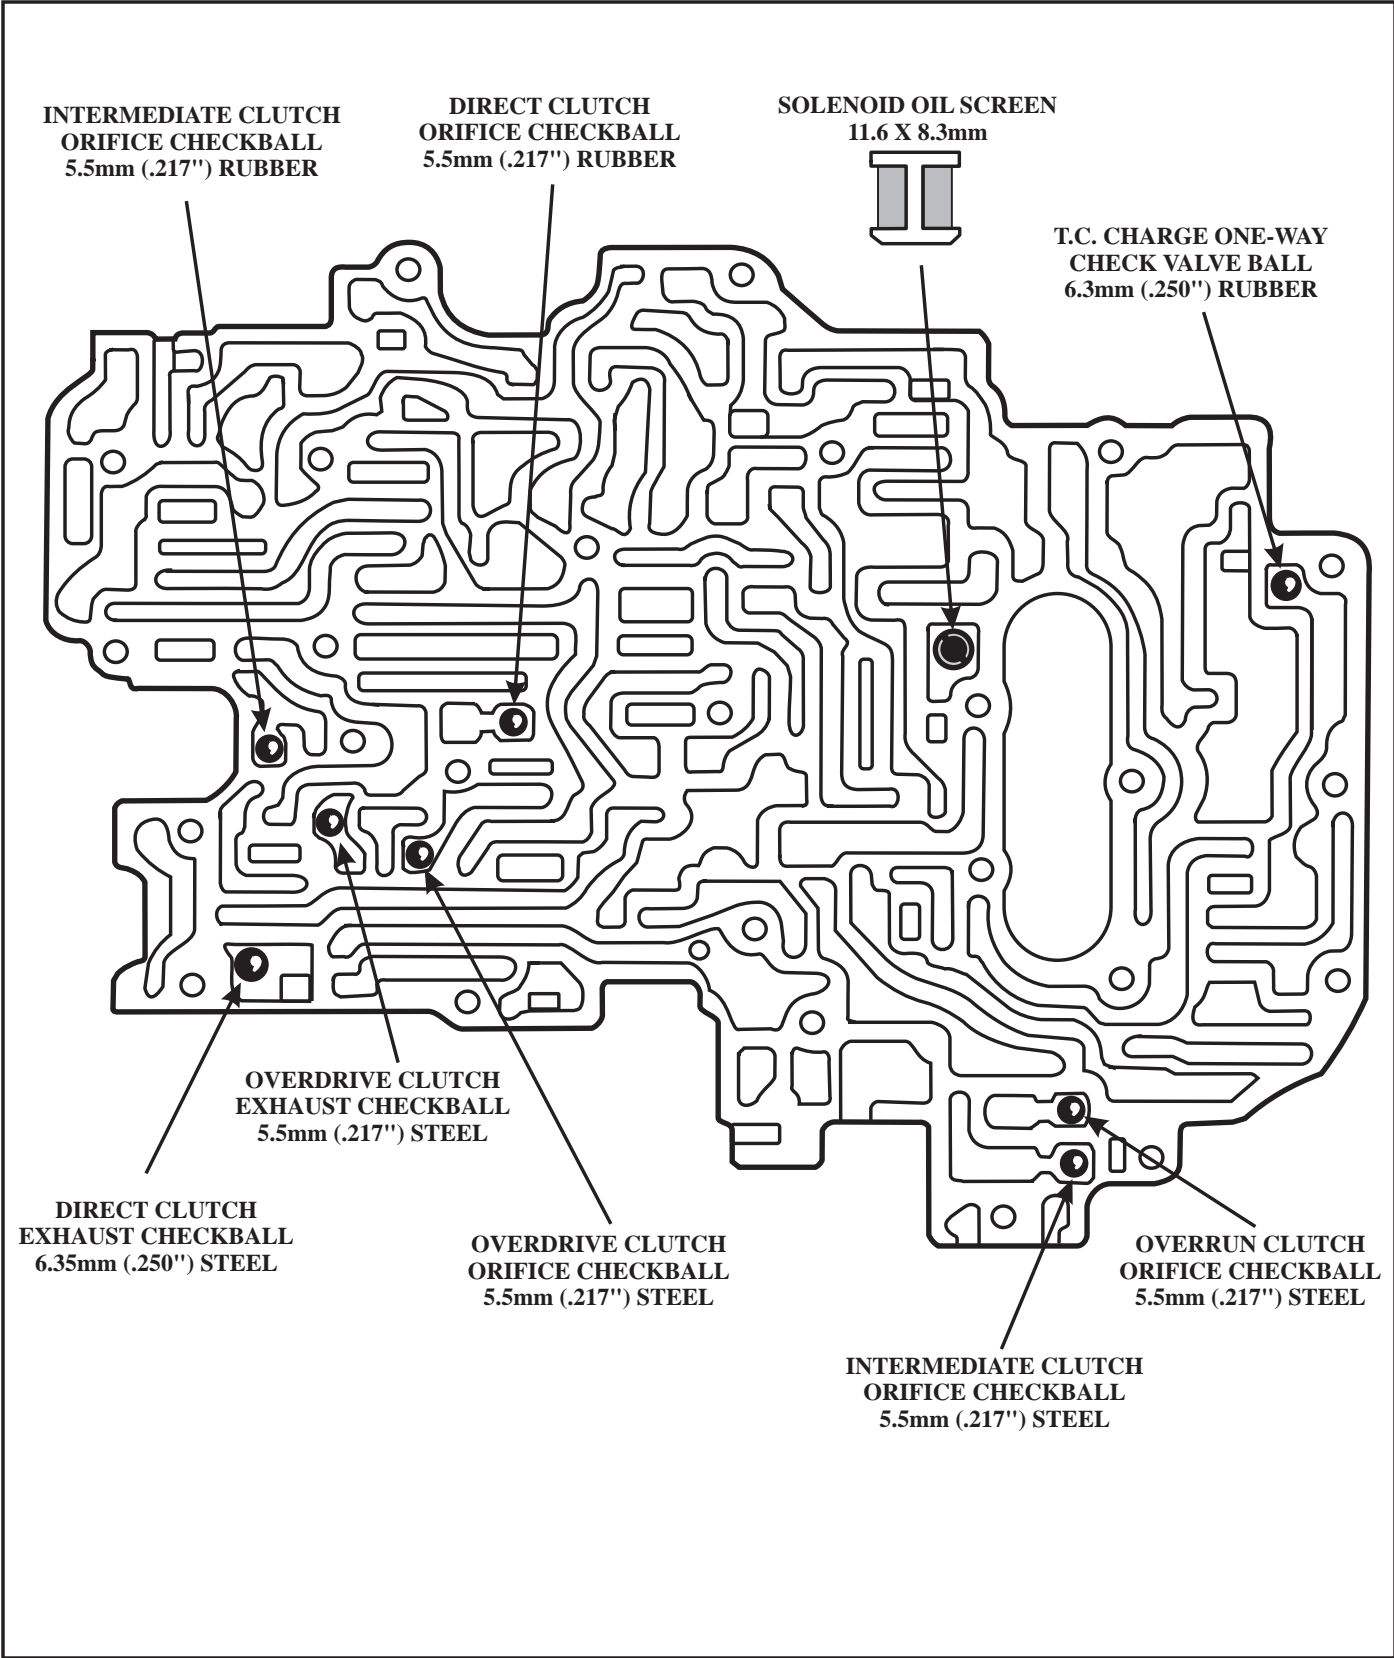 INTERMEDIATE CLUTCH
ORIFICE CHECKBALL
5.5mm (.217") RUBBER
DIRECT CLUTCH
ORIFICE CHECKBALL
5.5mm (.217") RUBBER
SOLENOID OIL SCREEN
11.6 X 8.3mm
T.C. CHARGE ONE-WAY
CHECK VALVE BALL
6.3mm (.250") RUBBER
OVERDRIVE CLUTCH
EXHAUST CHECKBALL
5.5mm (.217") STEEL
DIRECT CLUTCH
EXHAUST CHECKBALL
6.35mm (.250") STEEL
OVERDRIVE CLUTCH
ORIFICE CHECKBALL
5.5mm (.217") STEEL
OVERRUN CLUTCH
ORIFICE CHECKBALL
5.5mm (.217") STEEL
INTERMEDIATE CLUTCH
ORIFICE CHECKBALL
5.5mm (.217") STEEL